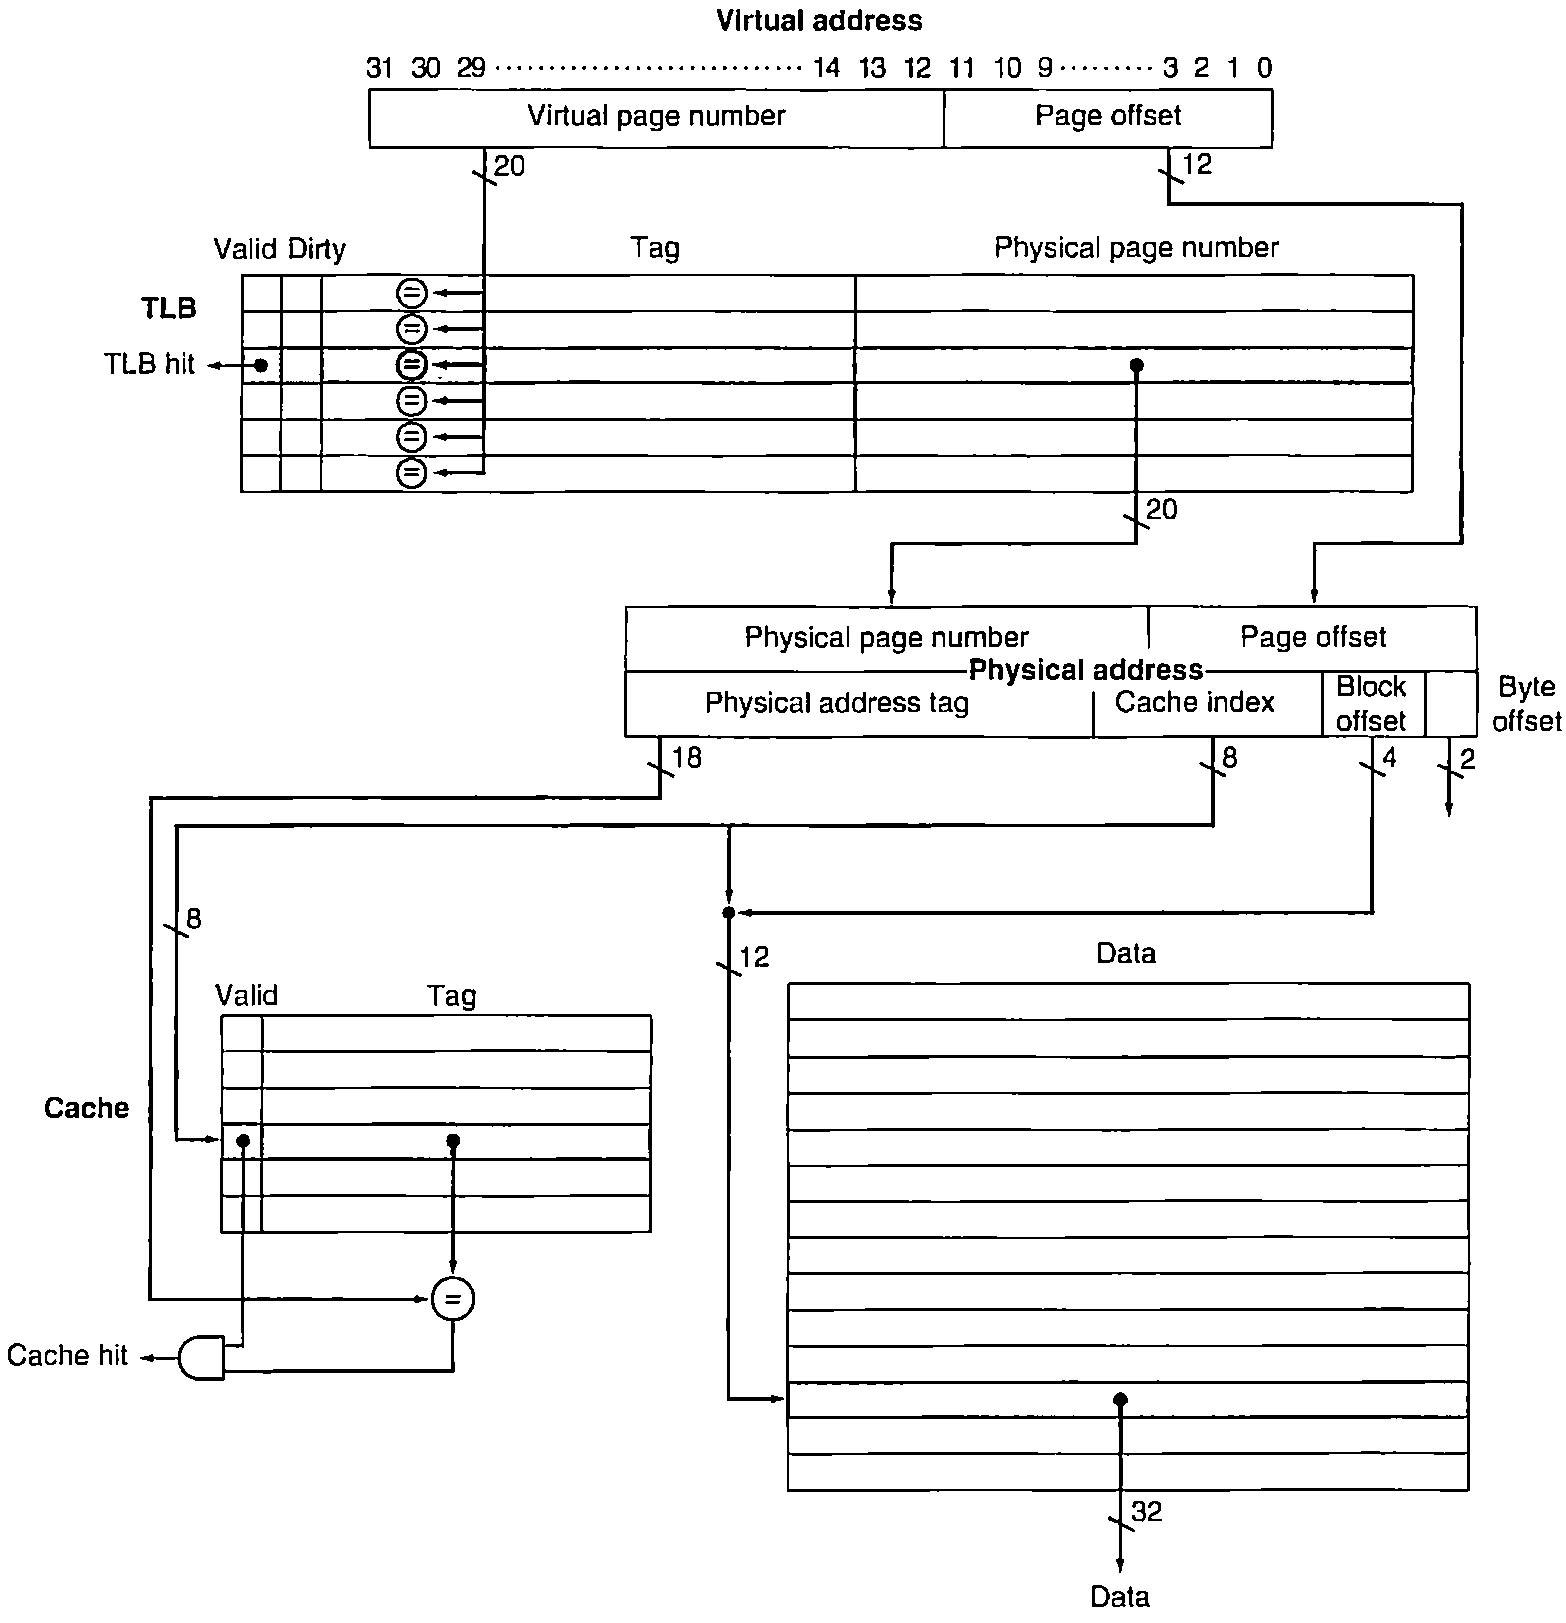 Virtual address
31 30 29 14 13 12 11 10 9 3 2 1 0
Virtual page number Page offset
20 12
Valid Dirty Tag Physical page number
TLB
=
=
TLB hit =
=
=
=
20
Physical page number Page offset
Physical address
Physical address tag Cache index Block offset Byte offset
18 8 4 2
8
12
Data
Valid Tag
Cache
=
Cache hit
32
Data